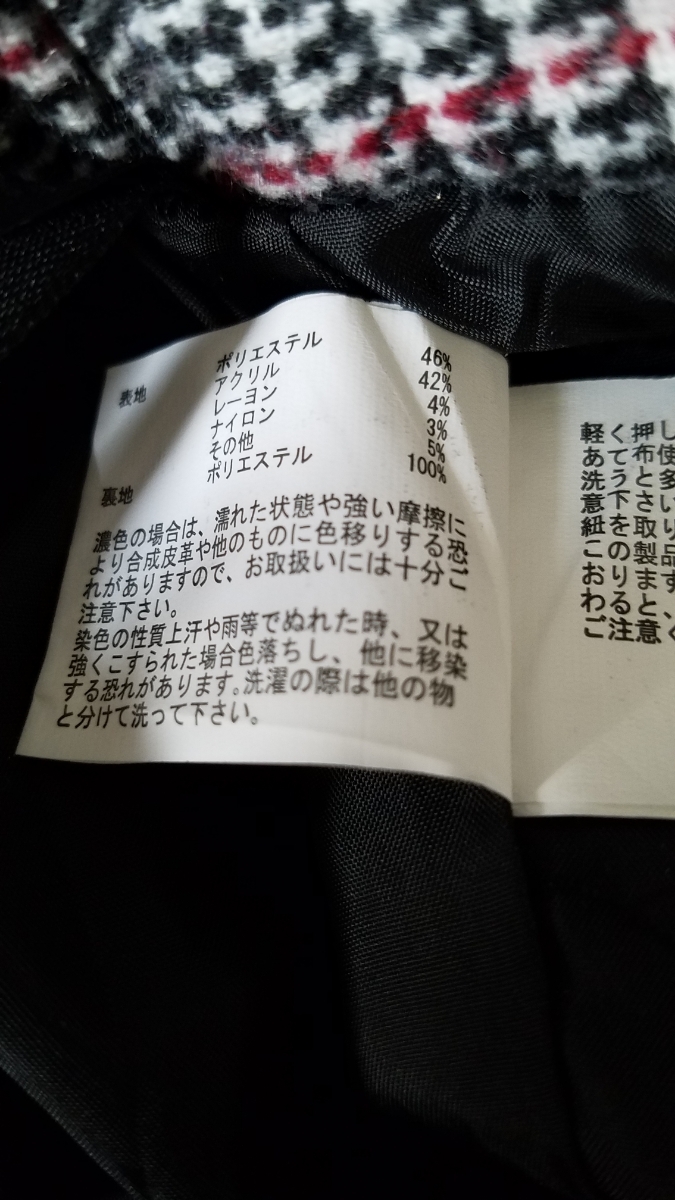 表地 ポリエステル 46%
アクリル 42%
レーヨン 4%
ナイロン 3%
その他 5%
裏地 ポリエステル 100%
濃色の場合は、濡れた状態や強い摩擦に
より合成皮革や他のものに色移りする恐
れがありますので、お取扱いには十分ご
注意下さい。
染色の性質上汗や雨等でぬれた時、又は
強くこすられた場合色落ちし、他に移染
する恐れがあります。洗濯の際は他の物
と分けて洗って下さい。
軽く押し
あて布使
洗うと多
意下さい
紐を取り
この製品
おります
わると、
ご注意く